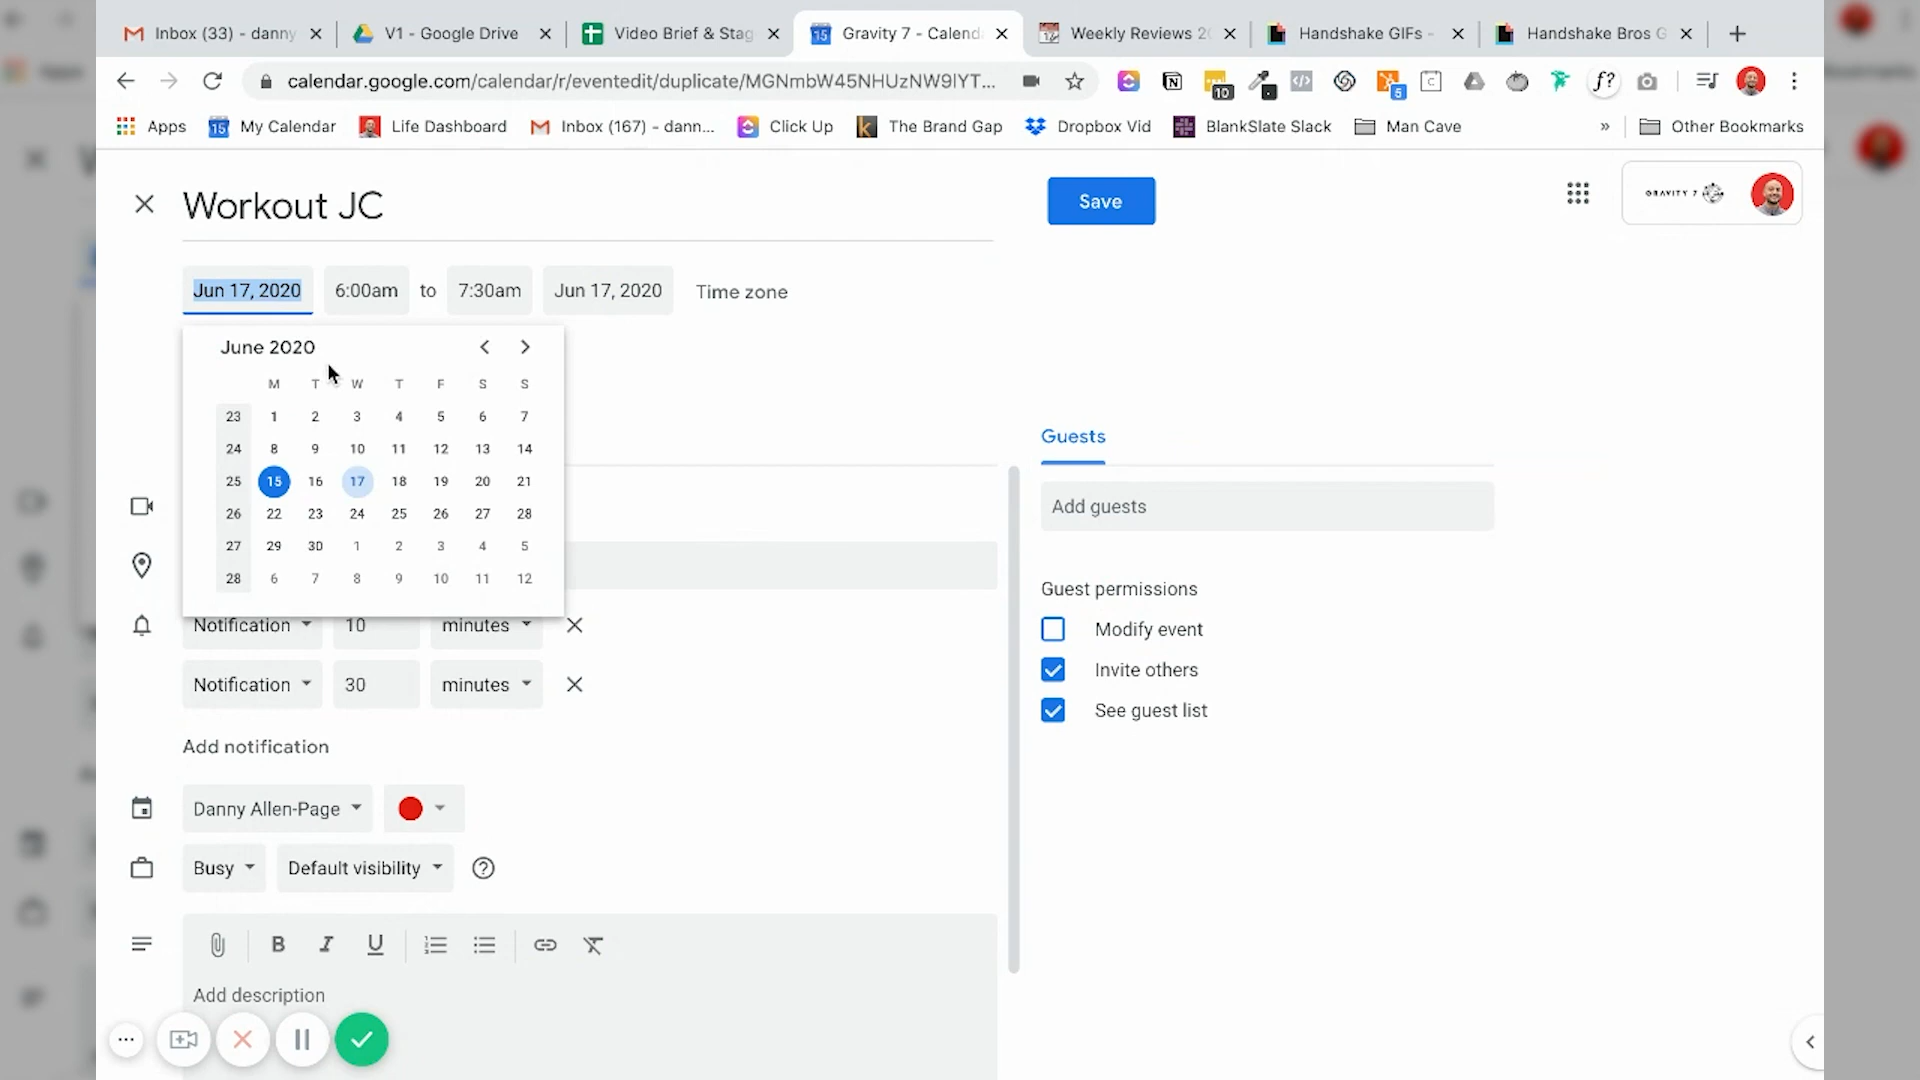 Inbox (33) - danny
V1 - Google Drive
Video Brief & Stag
15 Gravity 7 - Calenda
Weekly Reviews 2
Handshake GIFs -
Handshake Bros G
calendar.google.com/calendar/r/eventedit/duplicate/MGNmbW45NHUzNW9lYT...
10
5
f?
Apps
15 My Calendar
Life Dashboard
Inbox (167) - dann...
Click Up
The Brand Gap
Dropbox Vid
BlankSlate Slack
Man Cave
»
Other Bookmarks
Workout JC
Save
GRAVITY 7
Jun 17, 2020 6:00am to 7:30am Jun 17, 2020 Time zone
June 2020
M T W T F S S
23 1 2 3 4 5 6 7
24 8 9 10 11 12 13 14
25 15 16 17 18 19 20 21
26 22 23 24 25 26 27 28
27 29 30 1 2 3 4 5
28 6 7 8 9 10 11 12
Guests
Add guests
Guest permissions
Modify event
Invite others
See guest list
Notification 10 minutes
Notification 30 minutes
Add notification
Danny Allen-Page
Busy Default visibility
B I U
Add description